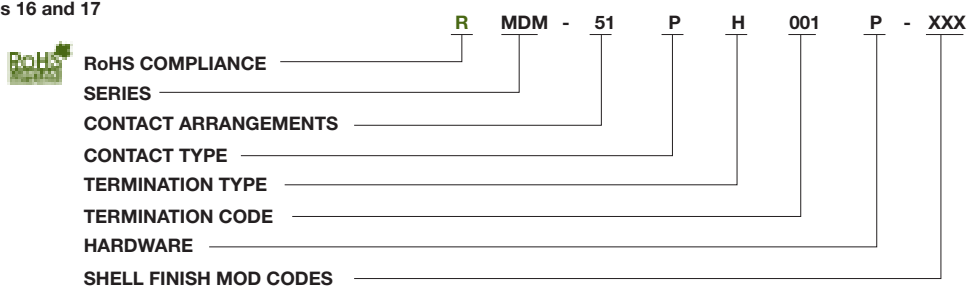 s 16 and 17
R MDM - 51 P H 001 P - XXX
RoHS
RoHS COMPLIANCE
SERIES
CONTACT ARRANGEMENTS
CONTACT TYPE
TERMINATION TYPE
TERMINATION CODE
HARDWARE
SHELL FINISH MOD CODES